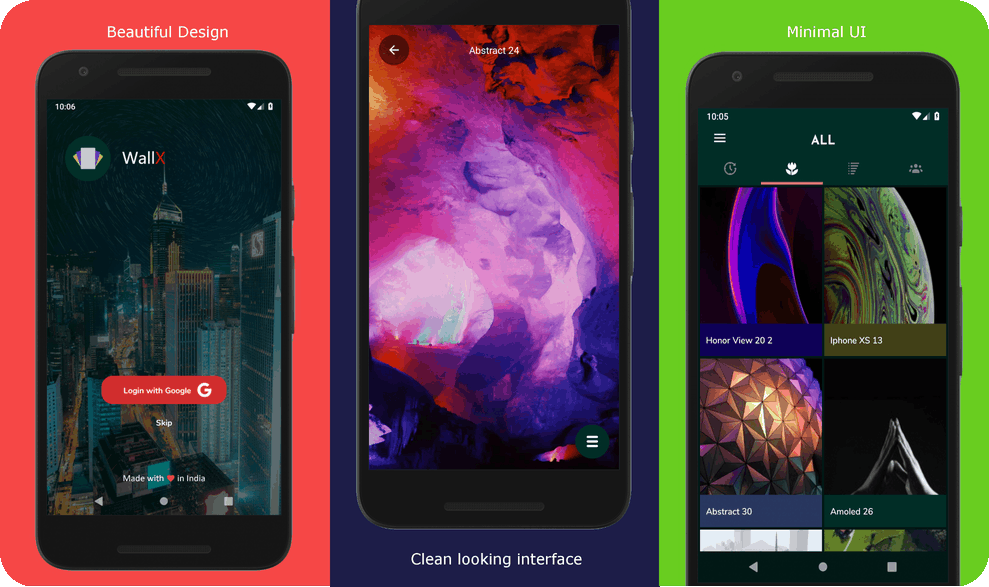 Beautiful Design
10:06
WallX
Login with Google G
Skip
Made with ❤ in India
Abstract 24
Clean looking interface
Minimal UI
10:05
ALL
Honor View 20 2
Iphone XS 13
Abstract 30
Amoled 26